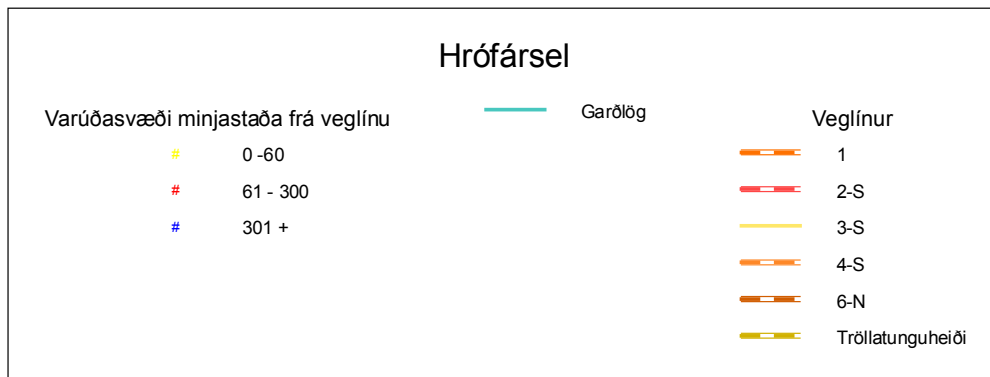 Hrófársel
Varúðasvæði minjastaða frá veglínu
# 0 -60
# 61 - 300
# 301 +
Garðlög
Veglínur
1
2-S
3-S
4-S
6-N
Tröllatunguheiði